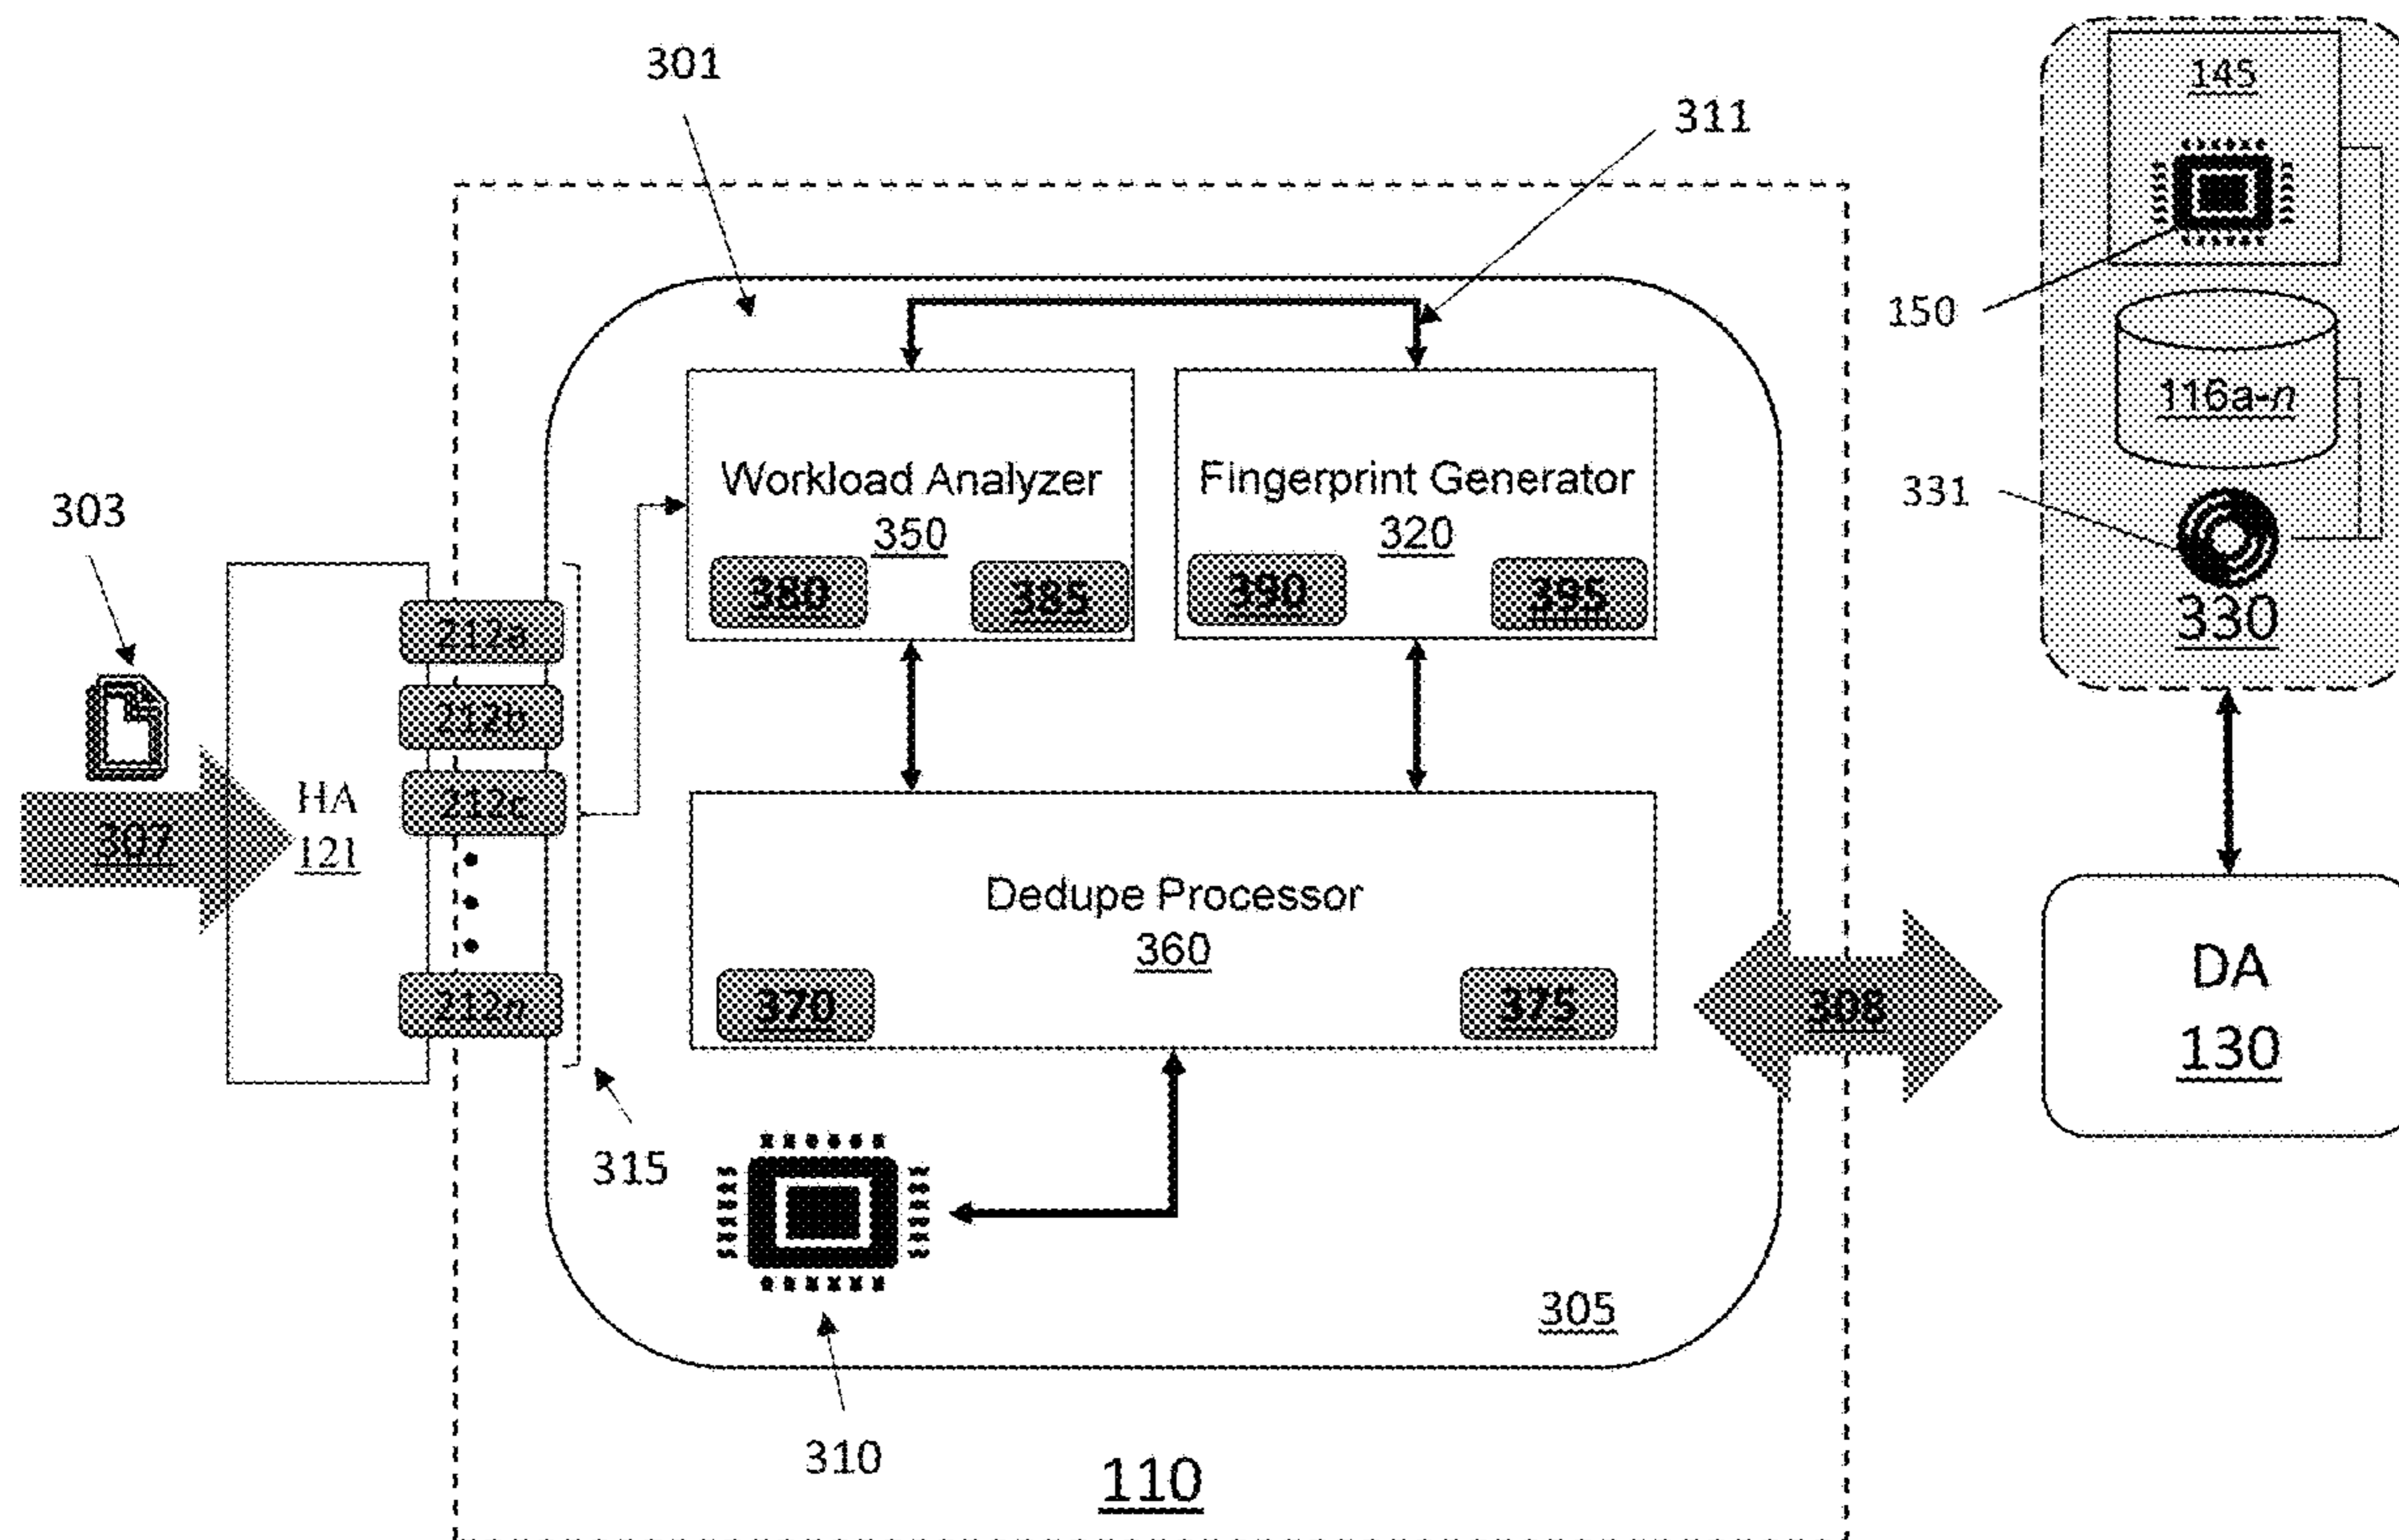 301
311
145
150
116a-n
331
330
303
Workload Analyzer
350
380
385
Fingerprint Generator
320
390
395
212a
212b
212c
212n
HA
121
307
Dedupe Processor
360
370
375
308
DA
130
315
305
310
110